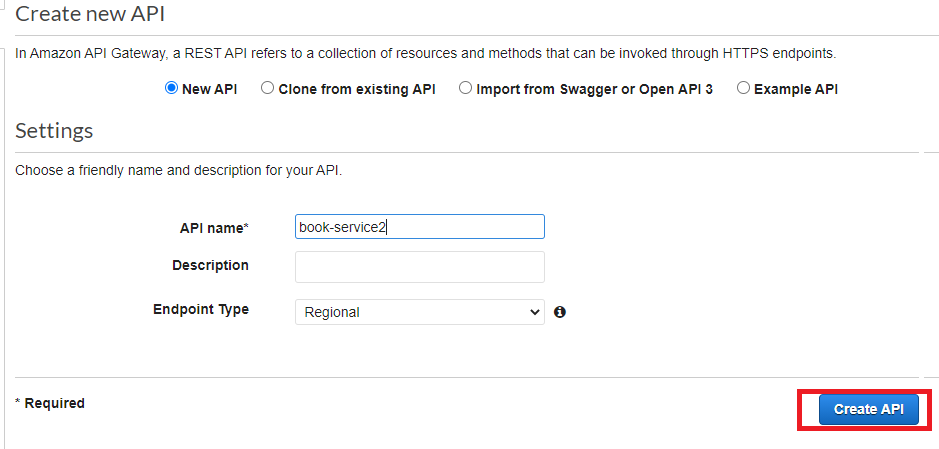 Create new API
In Amazon API Gateway, a REST API refers to a collection of resources and methods that can be invoked through HTTPS endpoints.
New API Clone from existing API Import from Swagger or Open API 3 Example API
Settings
Choose a friendly name and description for your API.
API name* book-service2
Description
Endpoint Type Regional
* Required Create API